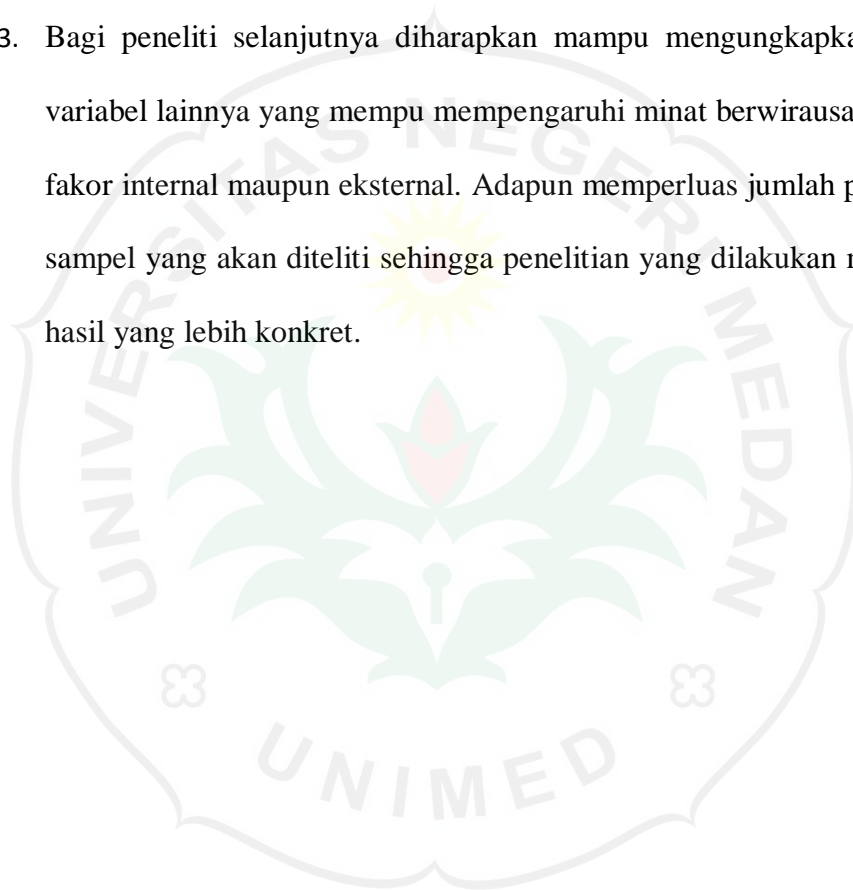 3. Bagi peneliti selanjutnya diharapkan mampu mengungkapka
variabel lainnya yang mempu mempengaruhi minat berwirausa
fakor internal maupun eksternal. Adapun memperluas jumlah p
sampel yang akan diteliti sehingga penelitian yang dilakukan
hasil yang lebih konkret.
UNIVERSITAS NEGERI MEDAN
UNIMED